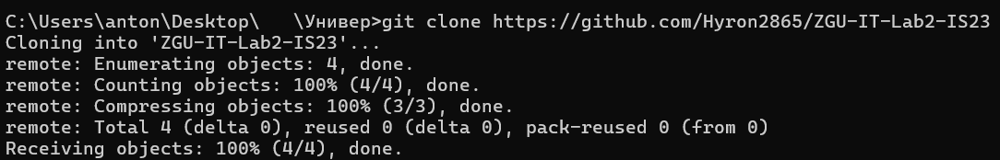 C:\Users\anton\Desktop\   \Универ>git clone https://github.com/Hyron2865/ZGU-IT-Lab2-IS23
Cloning into 'ZGU-IT-Lab2-IS23'...
remote: Enumerating objects: 4, done.
remote: Counting objects: 100% (4/4), done.
remote: Compressing objects: 100% (3/3), done.
remote: Total 4 (delta 0), reused 0 (delta 0), pack-reused 0 (from 0)
Receiving objects: 100% (4/4), done.